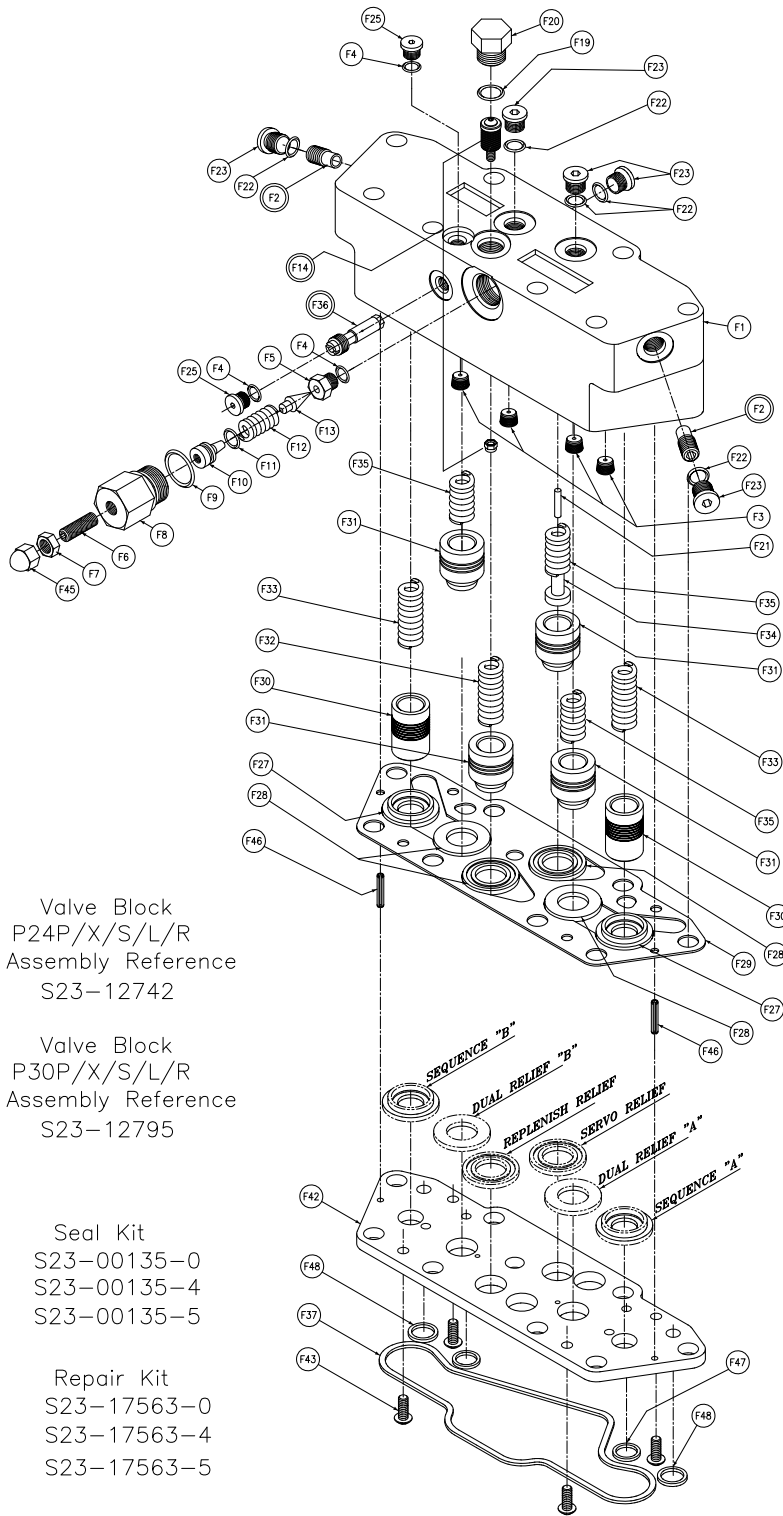 F25
F20
F4
F19
F23
F22
F23
F23
F22
F2
F22
F14
F36
F1
F4
F5
F4
F25
F2
F13
F12
F11
F35
F22
F10
F9
F23
F31
F3
F8
F6
F21
F7
F33
F35
F45
F32
F34
F30
F31
F31
F27
F33
F28
F35
F31
F46
F30
F28
F29
F27
F28
F46
Valve Block
P24P/X/S/L/R
Assembly Reference
S23-12742
Valve Block
P30P/X/S/L/R
Assembly Reference
S23-12795
SEQUENCE "B"
DUAL RELIEF "B"
REPLENISH RELIEF
SERVO RELIEF
DUAL RELIEF "A"
SEQUENCE "A"
F42
Seal Kit
S23-00135-0
S23-00135-4
S23-00135-5
F48
F37
F47
F43
F48
Repair Kit
S23-17563-0
S23-17563-4
S23-17563-5